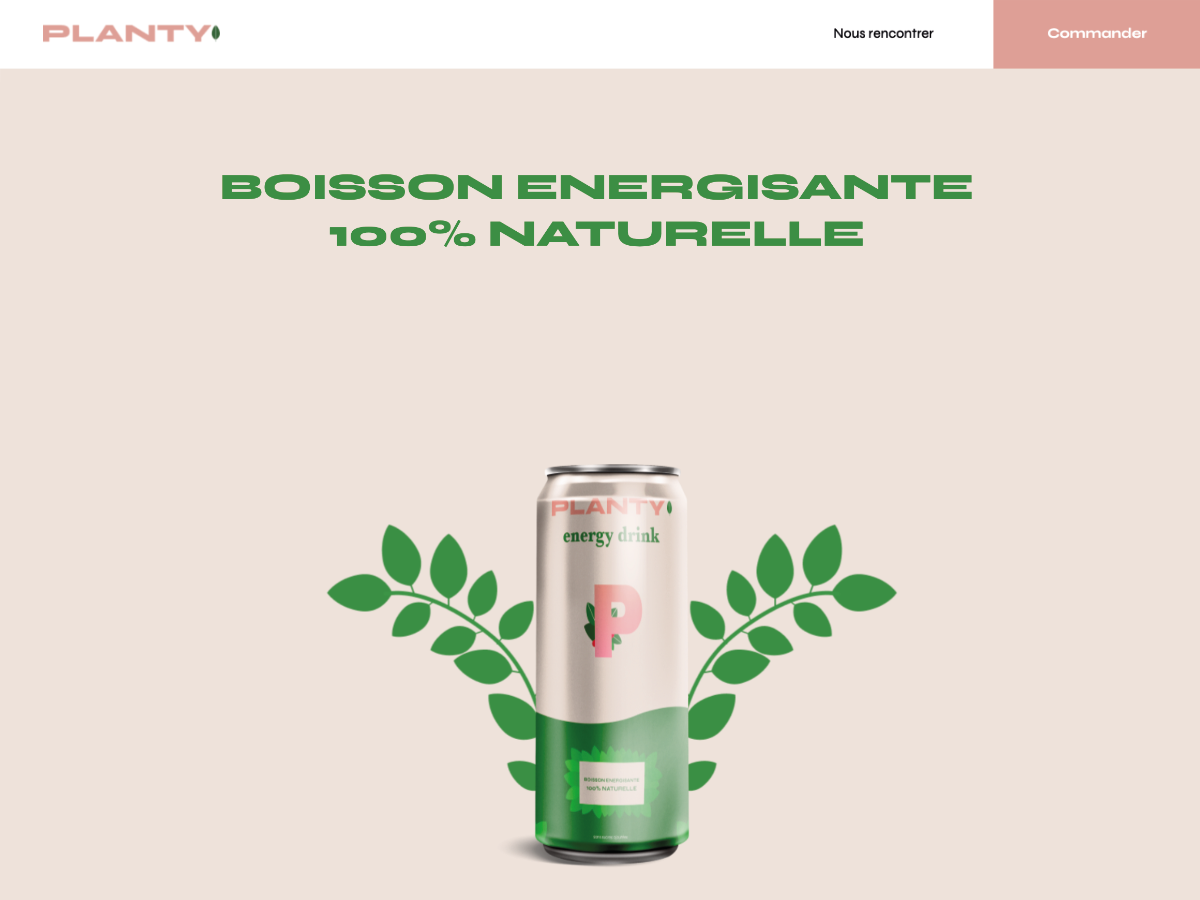 PLANTY
Nous rencontrer
Commander
BOISSON ENERGISANTE
100% NATURELLE
PLANTY
energy drink
P
BOISSON ENERGISANTE
100% NATURELLE